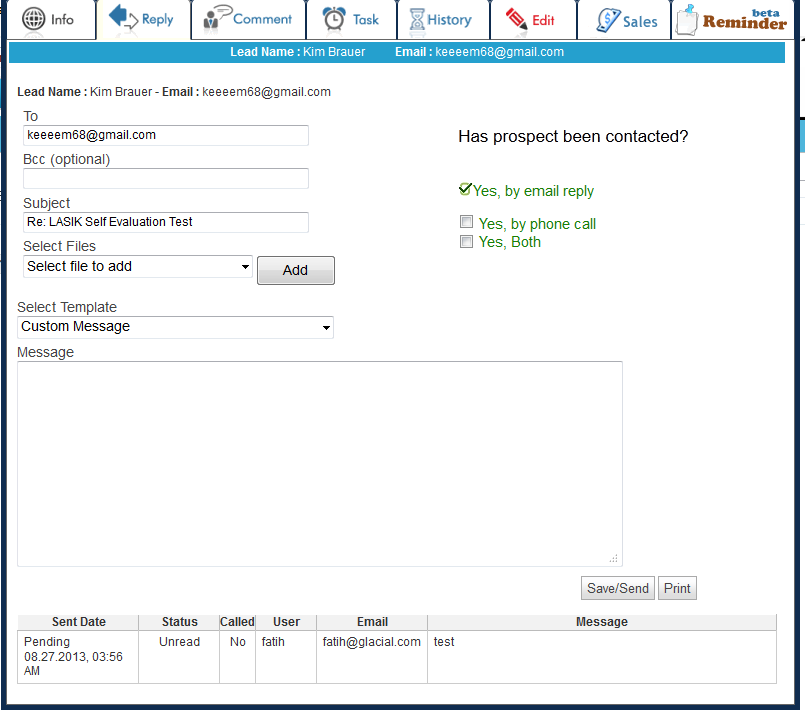 Info
Reply
Comment
Task
History
Edit
Sales
beta
Reminder
Lead Name : Kim Brauer Email : keeeem68@gmail.com
Lead Name : Kim Brauer - Email : keeeem68@gmail.com
To
keeeem68@gmail.com
Has prospect been contacted?
Bcc (optional)
Yes, by email reply
Subject
Re: LASIK Self Evaluation Test
Yes, by phone call
Yes, Both
Select Files
Select file to add
Add
Select Template
Custom Message
Message
Save/Send Print
Sent Date Status Called User Email Message
Pending Unread No fatih fatih@glacial.com test
08.27.2013, 03:56
AM